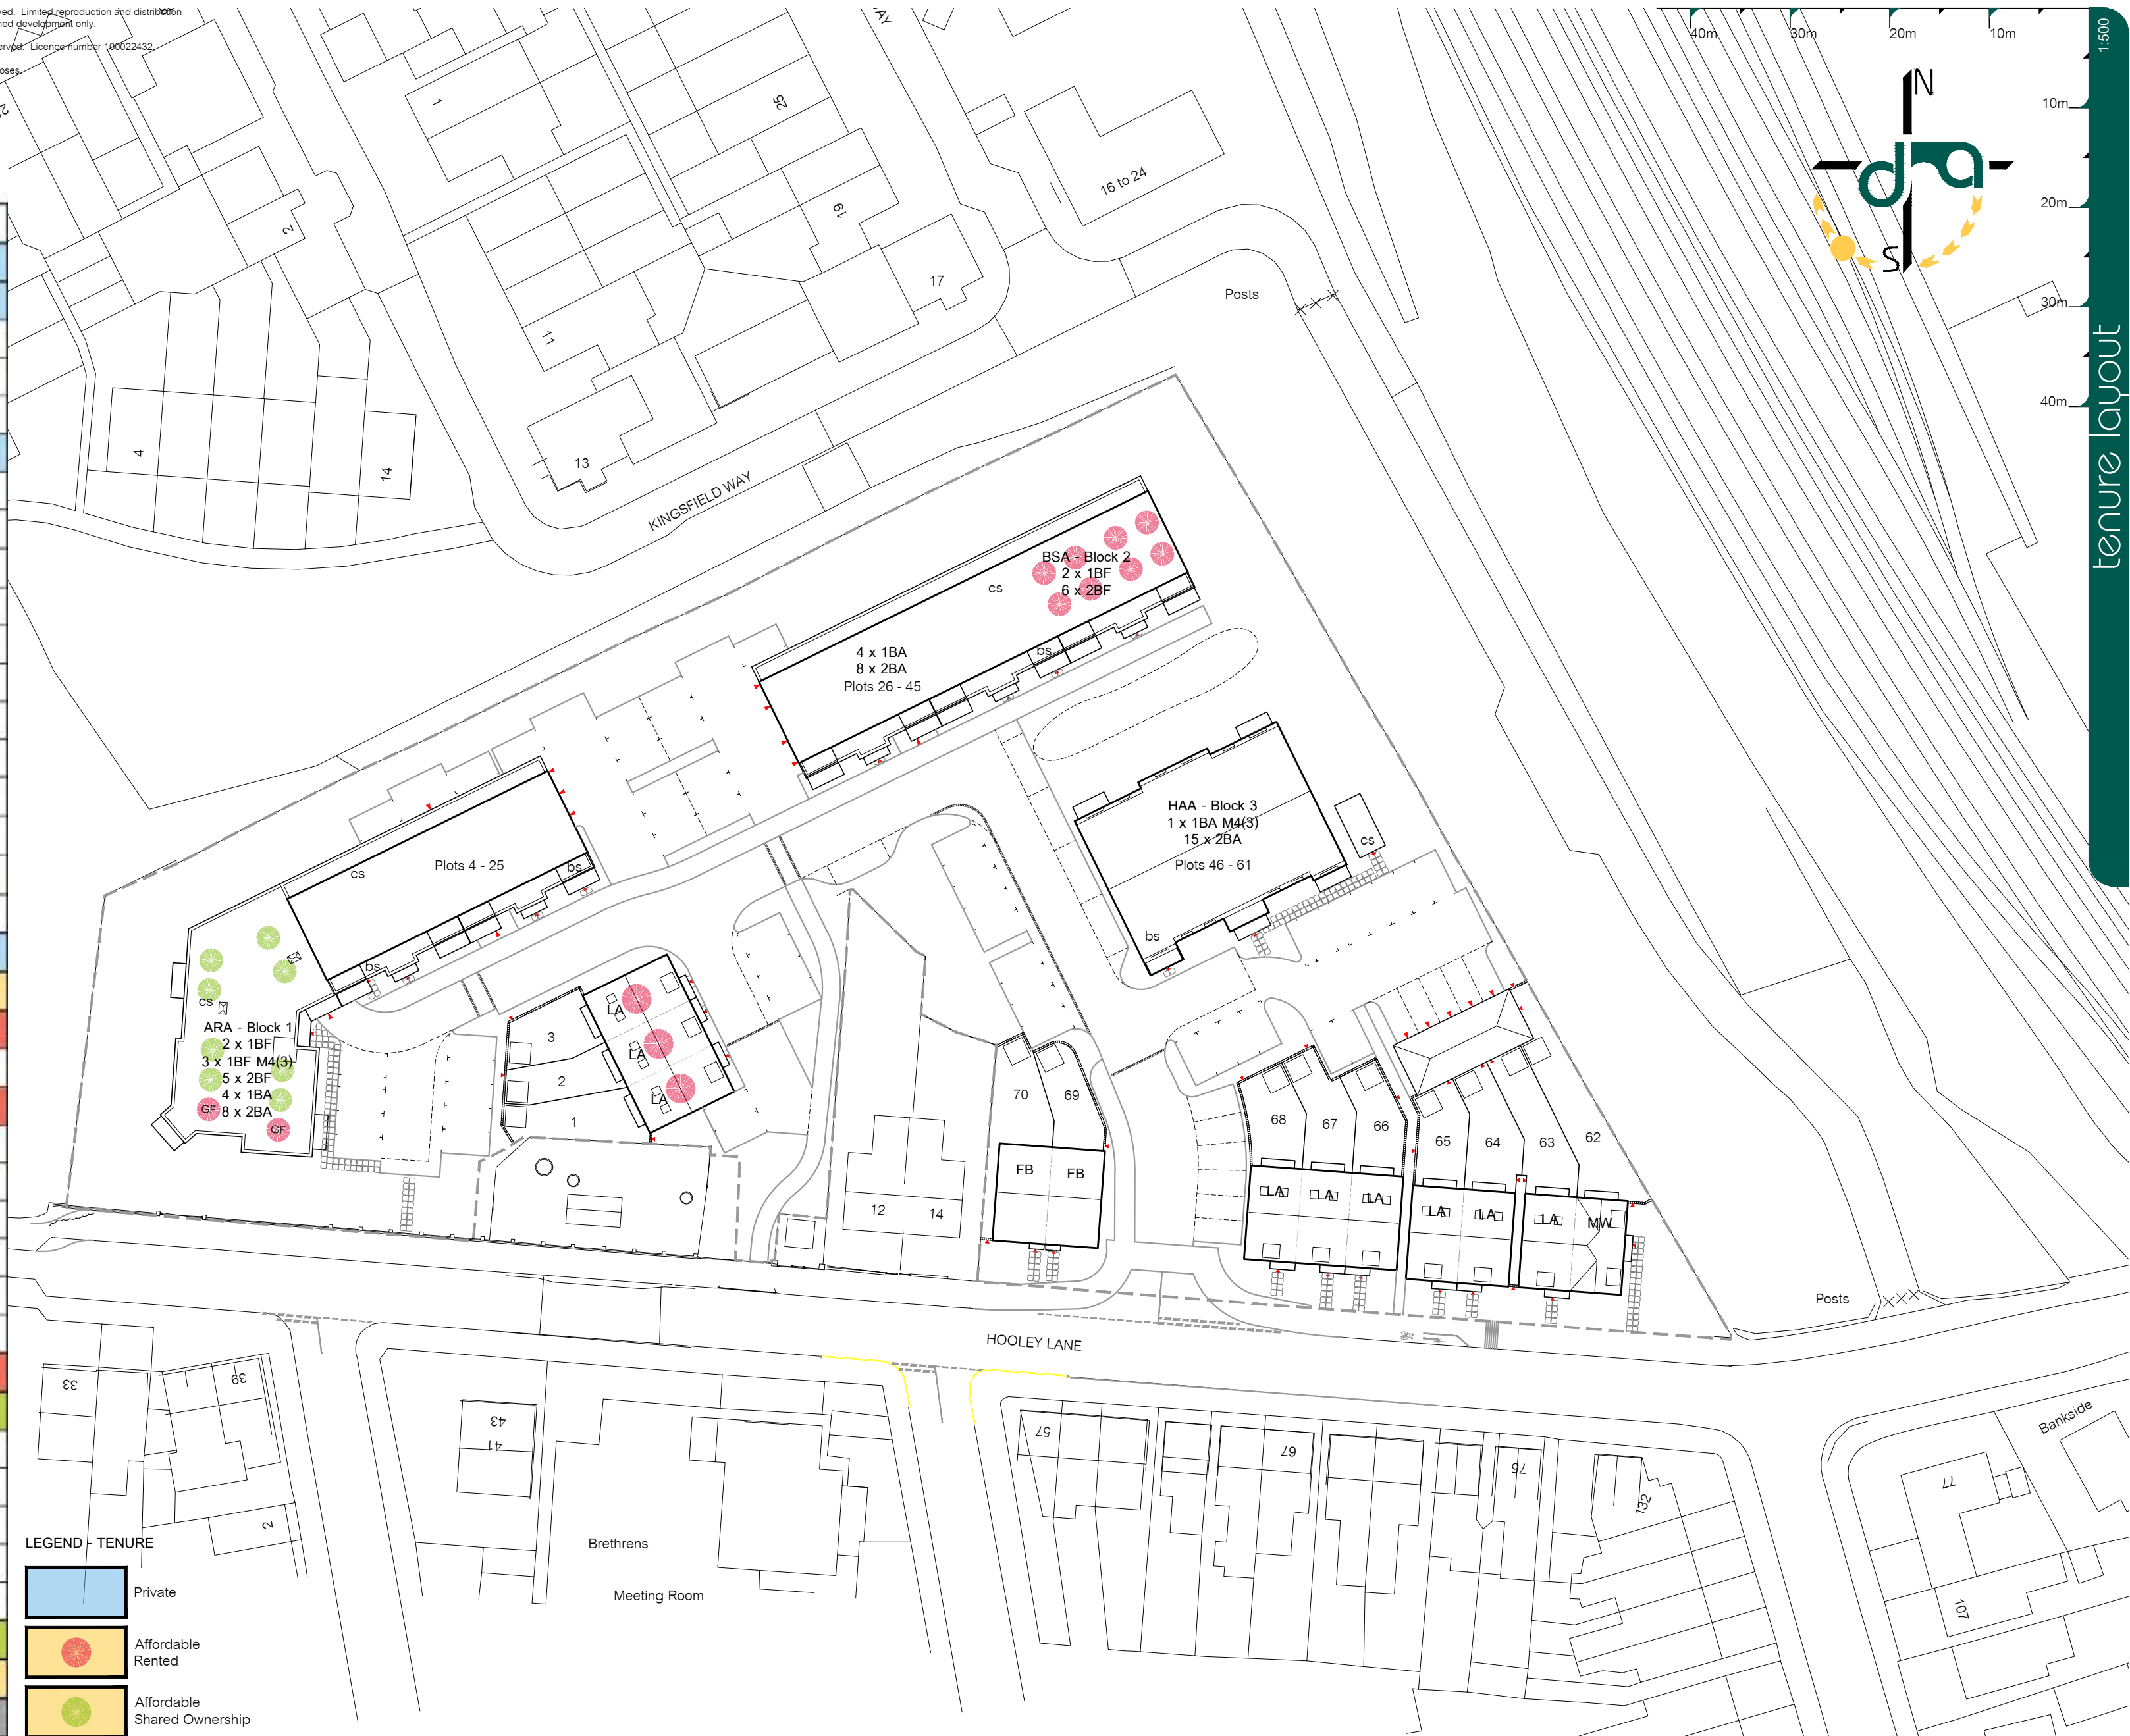 ved. Limited reproduction and distribution
ned development only.
erved. Licence number 100022432.
oses.
40m
30m
20m
10m
1:500
N
S
10m
20m
30m
40m
tenure layout
1
25
16 to 24
2
19
17
11
Posts
4
14
13
KINGSFIELD WAY
BSA - Block 2
2 x 1BF
6 x 2BF
cs
4 x 1BA
8 x 2BA
Plots 26 - 45
bs
HAA - Block 3
1 x 1BA M4(3)
15 x 2BA
Plots 46 - 61
cs
bs
Plots 4 - 25
cs
bs
bs
cs
ARA - Block 1
2 x 1BF
3 x 1BF M4(3)
5 x 2BF
4 x 1BA
8 x 2BA
GF
GF
3
2
1
LA
LA
LA
70
69
FB
FB
12
14
68
67
66
65
64
63
62
LA
LA
LA
LA
LA
LA
MW
Posts
HOOLEY LANE
33
39
43
41
2
57
67
75
132
77
107
Bankside
Brethrens
Meeting Room
LEGEND - TENURE
Private
Affordable
Rented
Affordable
Shared Ownership